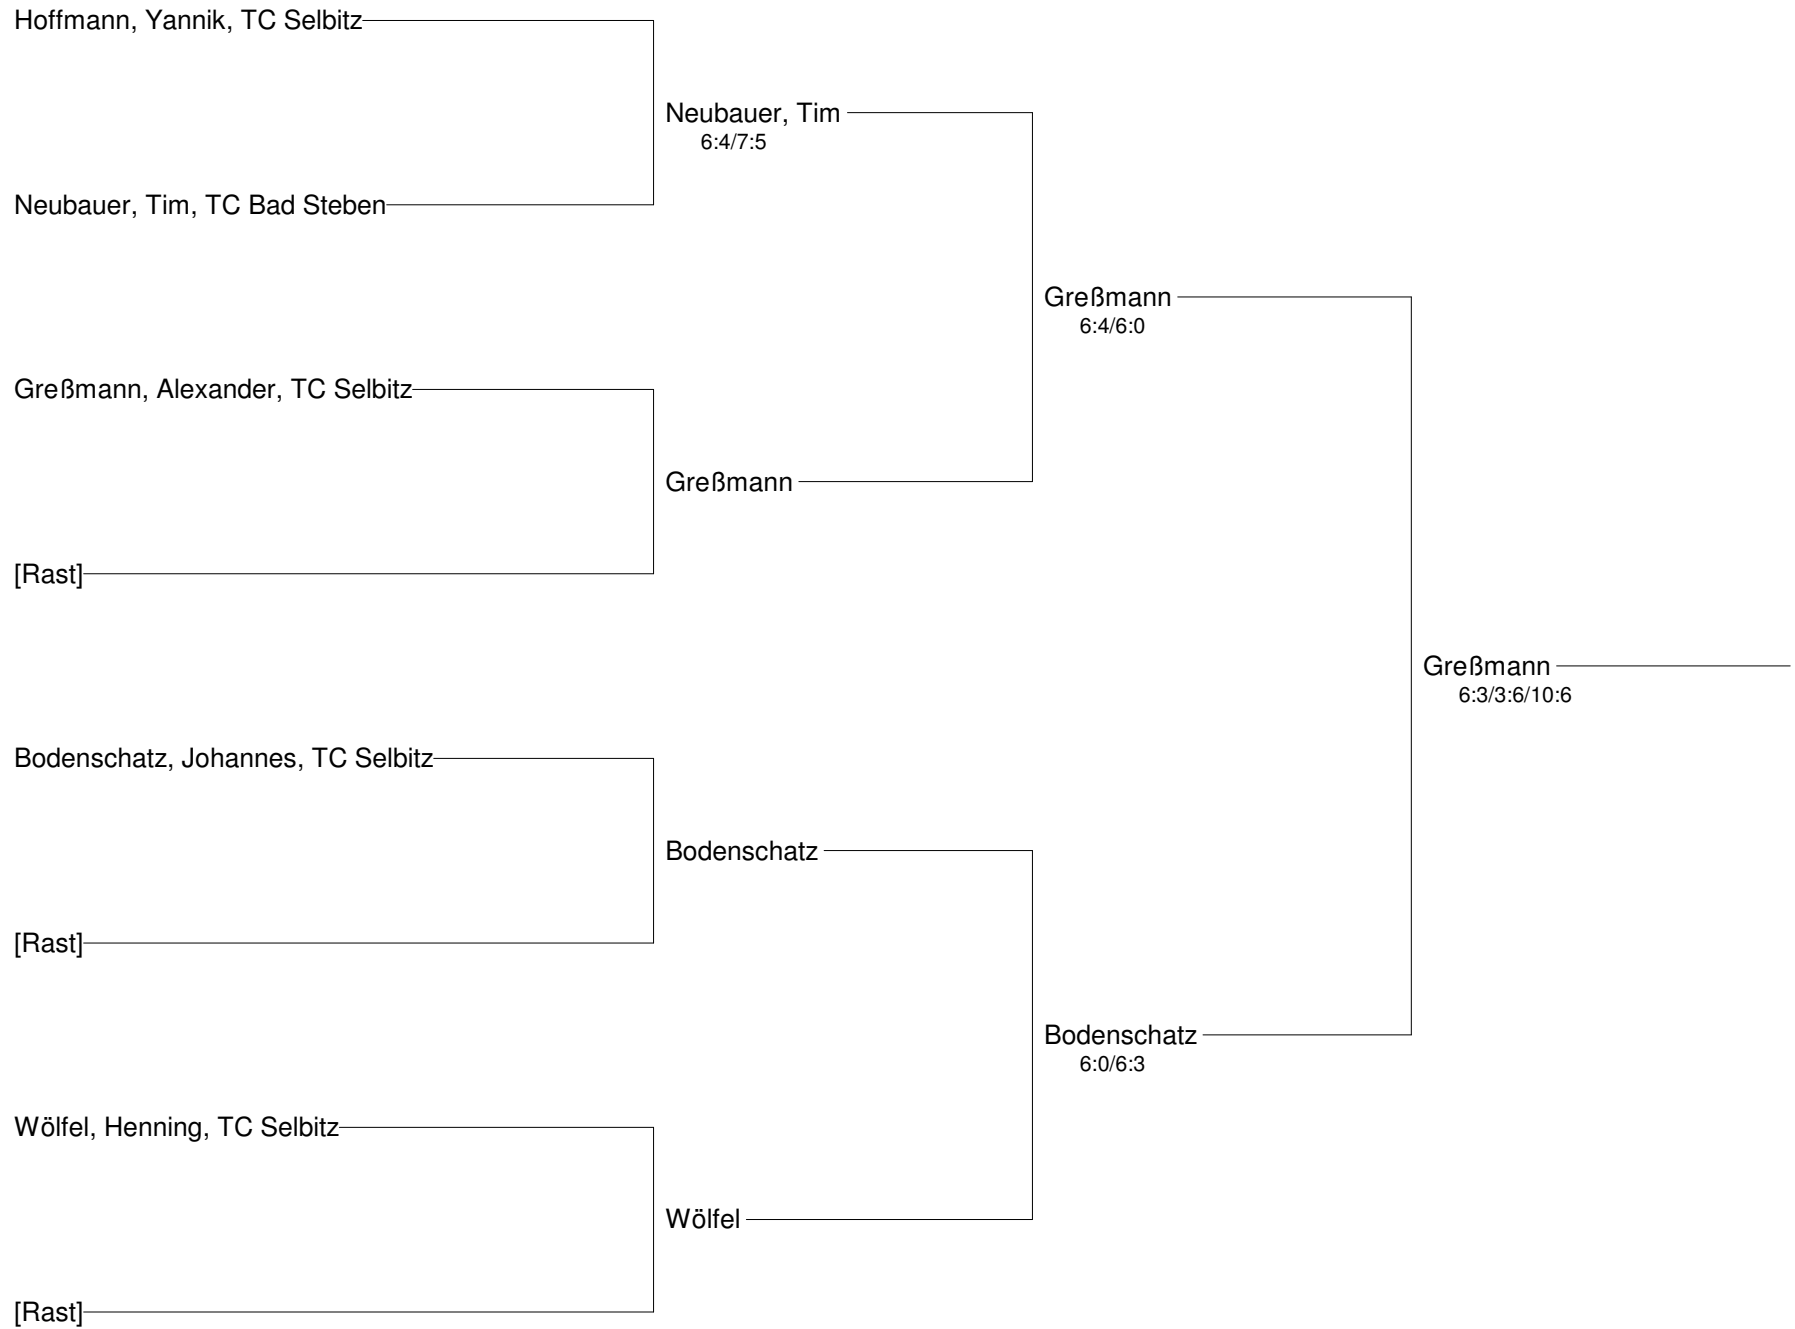 Hoffmann, Yannik, TC Selbitz
Neubauer, Tim
6:4/7:5
Neubauer, Tim, TC Bad Steben
Greßmann
6:4/6:0
Greßmann, Alexander, TC Selbitz
Greßmann
[Rast]
Greßmann
6:3/3:6/10:6
Bodenschatz, Johannes, TC Selbitz
Bodenschatz
[Rast]
Bodenschatz
6:0/6:3
Wölfel, Henning, TC Selbitz
Wölfel
[Rast]